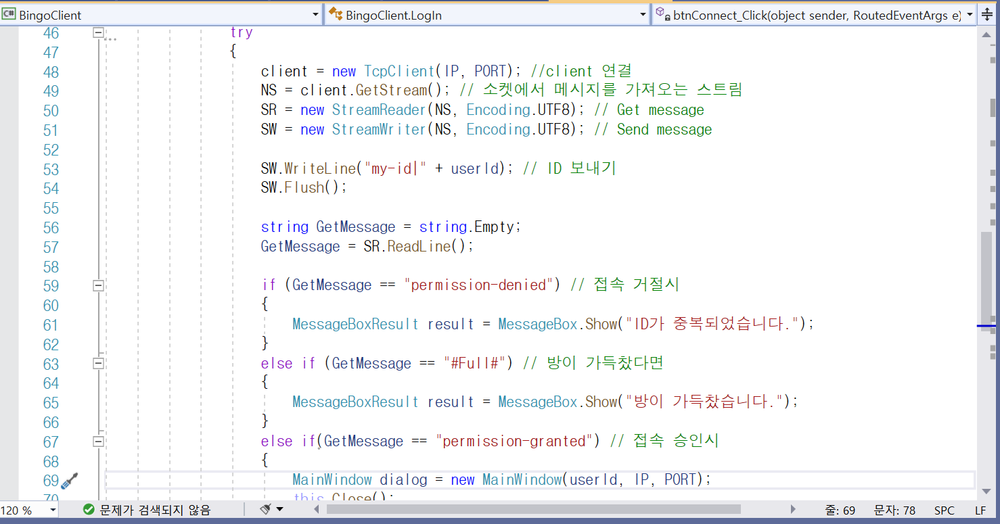 C# BingoClient
BingoClient.LogIn
btnConnect_Click(object sender, RoutedEventArgs e)
46 try
47 {
48 client = new TcpClient(IP, PORT); //client 연결
49 NS = client.GetStream(); // 소켓에서 메시지를 가져오는 스트림
50 SR = new StreamReader(NS, Encoding.UTF8); // Get message
51 SW = new StreamWriter(NS, Encoding.UTF8); // Send message
52
53 SW.WriteLine("my-id|" + userId); // ID 보내기
54 SW.Flush();
55
56 string GetMessage = string.Empty;
57 GetMessage = SR.ReadLine();
58
59 if (GetMessage == "permission-denied") // 접속 거절시
60 {
61 MessageBoxResult result = MessageBox.Show("ID가 중복되었습니다.");
62 }
63 else if (GetMessage == "#Full#") // 방이 가득찼다면
64 {
65 MessageBoxResult result = MessageBox.Show("방이 가득찼습니다.");
66 }
67 else if(GetMessage == "permission-granted") // 접속 승인시
68 {
69 MainWindow dialog = new MainWindow(userId, IP, PORT);
70 this.Close();
120 % 문제가 검색되지 않음 줄: 69 문자: 78 SPC LF